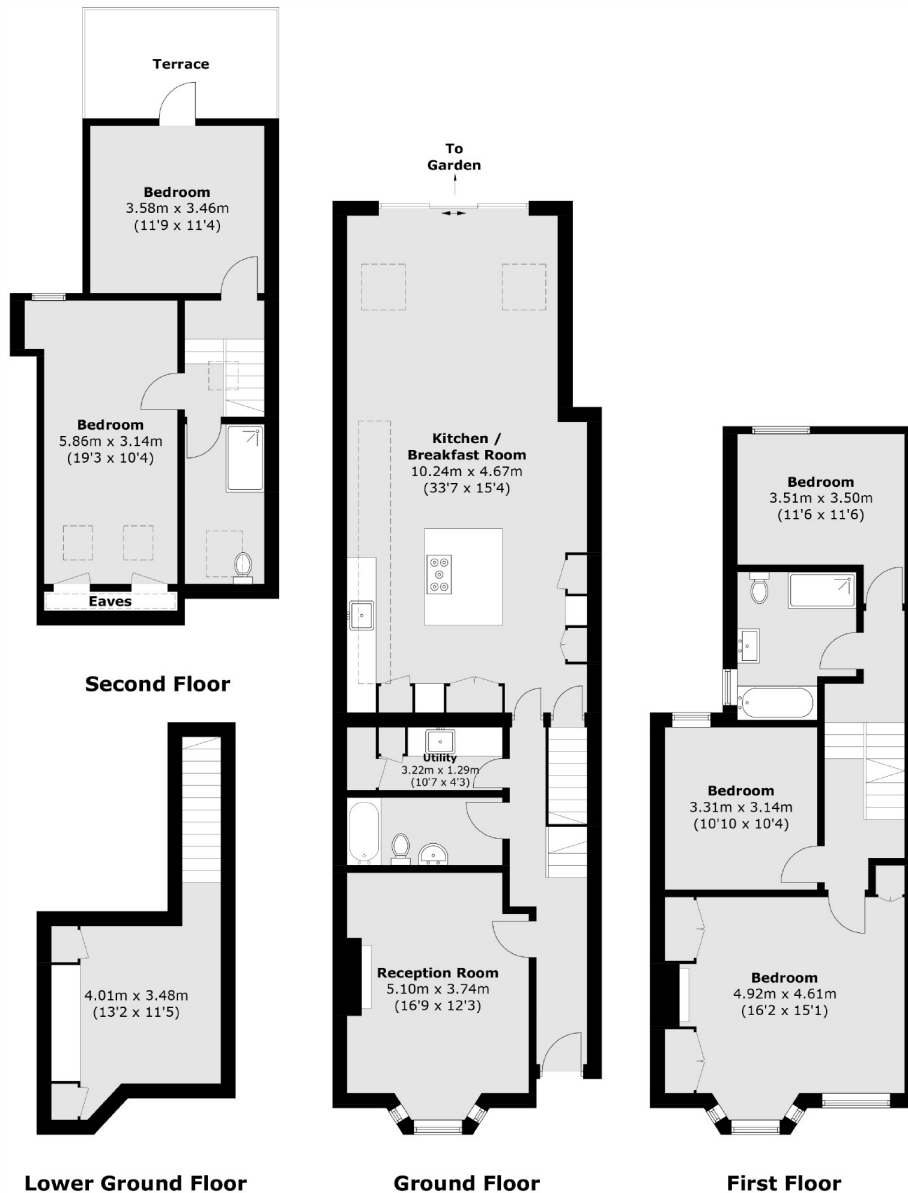 Terrace
Bedroom
3.58m x 3.46m
(11'9 x 11'4)
Bedroom
5.86m x 3.14m
(19'3 x 10'4)
Eaves
Second Floor
4.01m x 3.48m
(13'2 x 11'5)
Lower Ground Floor
To
Garden
Kitchen /
Breakfast Room
10.24m x 4.67m
(33'7 x 15'4)
Utility
3.22m x 1.29m
(10'7 x 4'3)
Reception Room
5.10m x 3.74m
(16'9 x 12'3)
Ground Floor
Bedroom
3.51m x 3.50m
(11'6 x 11'6)
Bedroom
3.31m x 3.14m
(10'10 x 10'4)
Bedroom
4.92m x 4.61m
(16'2 x 15'1)
First Floor